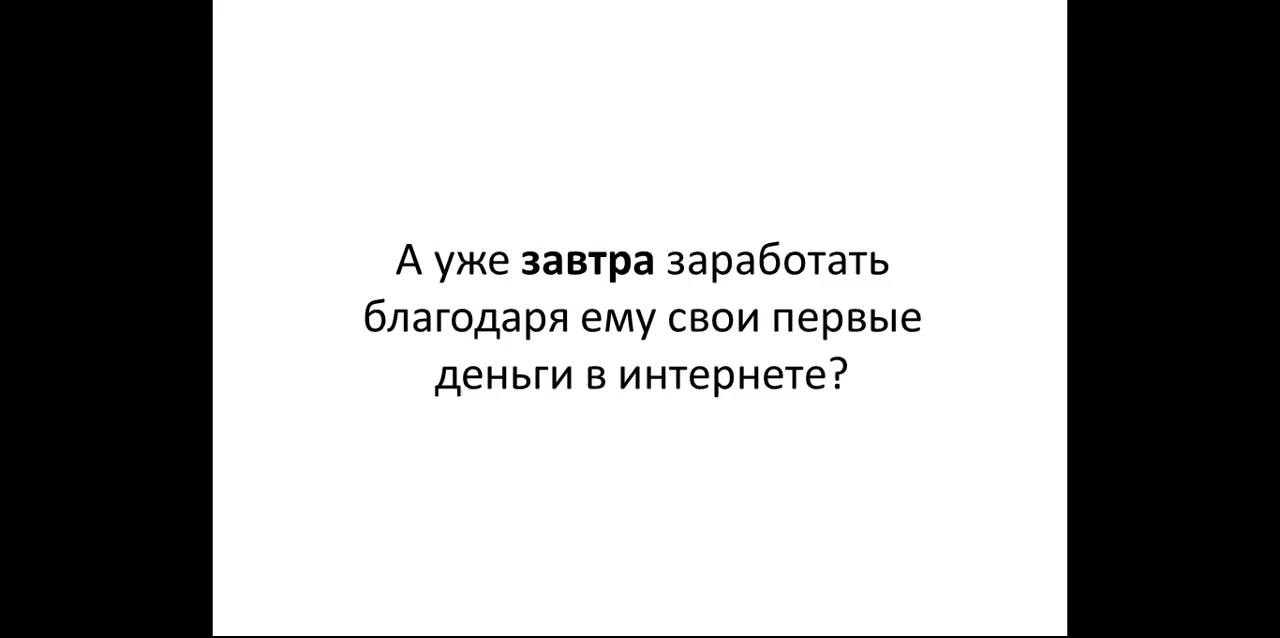 А уже завтра заработать
благодаря ему свои первые
деньги в интернете?